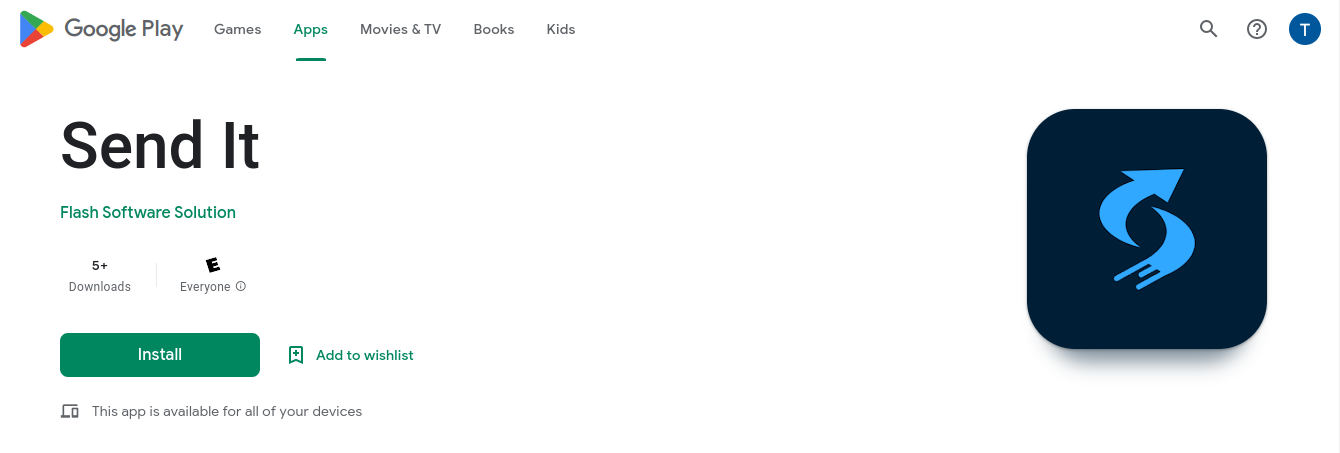 Google Play Games Apps Movies & TV Books Kids T
Send It
Flash Software Solution
5+
Downloads
E
Everyone
Install
Add to wishlist
This app is available for all of your devices